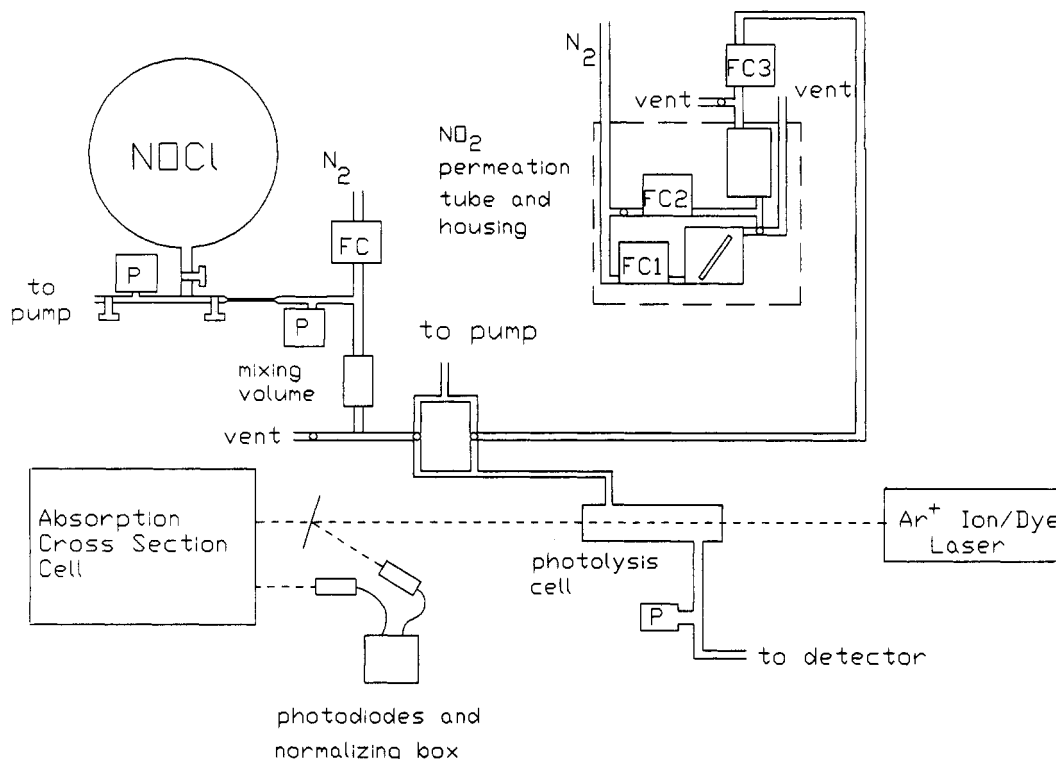 NOCl
N2
FC
P
to
pump
P
mixing
volume
vent
to pump
NO2
permeation
tube and
housing
N2
vent
FC3
vent
FC2
FC1
Absorption
Cross Section
Cell
photolysis
cell
Ar+ Ion/Dye
Laser
P
to detector
photodiodes and
normalizing box